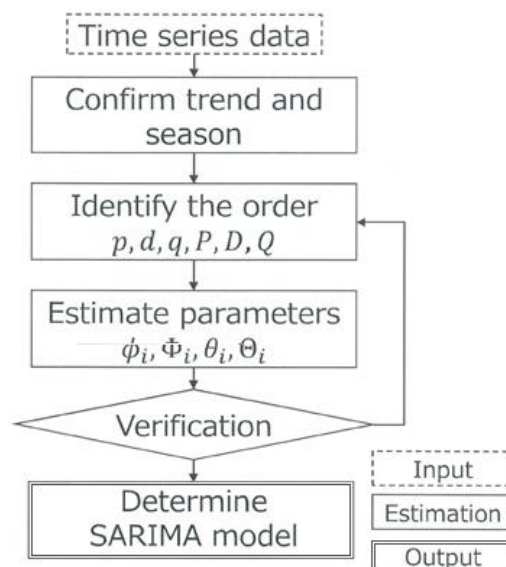 Time series data
Confirm trend and
season
Identify the order
p, d, q, P, D, Q
Estimate parameters
ϕᵢ, Φᵢ, θᵢ, Θᵢ
Verification
Determine
SARIMA model
Input
Estimation
Output